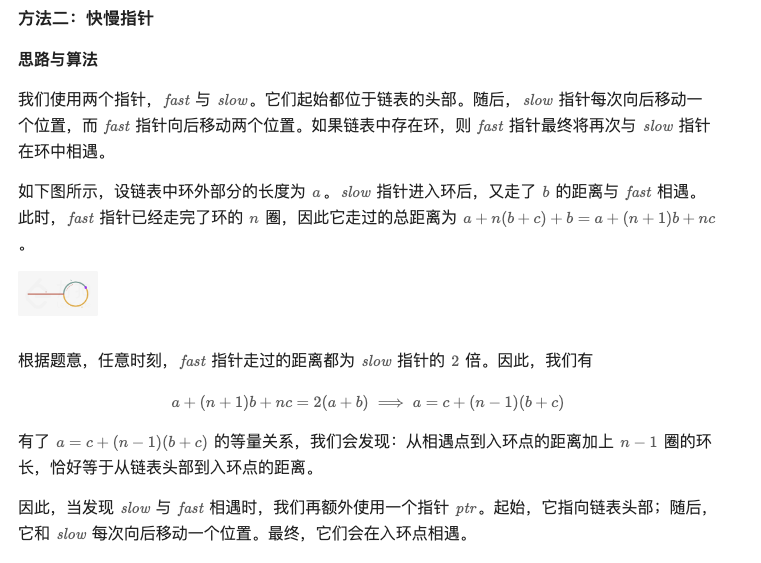 方法二：快慢指针
思路与算法
我们使用两个指针，fast 与 slow。它们起始都位于链表的头部。随后，slow 指针每次向后移动一
个位置，而 fast 指针向后移动两个位置。如果链表中存在环，则 fast 指针最终将再次与 slow 指针
在环中相遇。
如下图所示，设链表中环外部分的长度为 a。slow 指针进入环后，又走了 b 的距离与 fast 相遇。
此时，fast 指针已经走完了环的 n 圈，因此它走过的总距离为 a + n(b + c) + b = a + (n + 1)b + nc
。
根据题意，任意时刻，fast 指针走过的距离都为 slow 指针的 2 倍。因此，我们有
a + (n + 1)b + nc = 2(a + b) ⟹ a = c + (n − 1)(b + c)
有了 a = c + (n − 1)(b + c) 的等量关系，我们会发现：从相遇点到入环点的距离加上 n − 1 圈的环
长，恰好等于从链表头部到入环点的距离。
因此，当发现 slow 与 fast 相遇时，我们再额外使用一个指针 ptr。起始，它指向链表头部；随后，
它和 slow 每次向后移动一个位置。最终，它们会在入环点相遇。